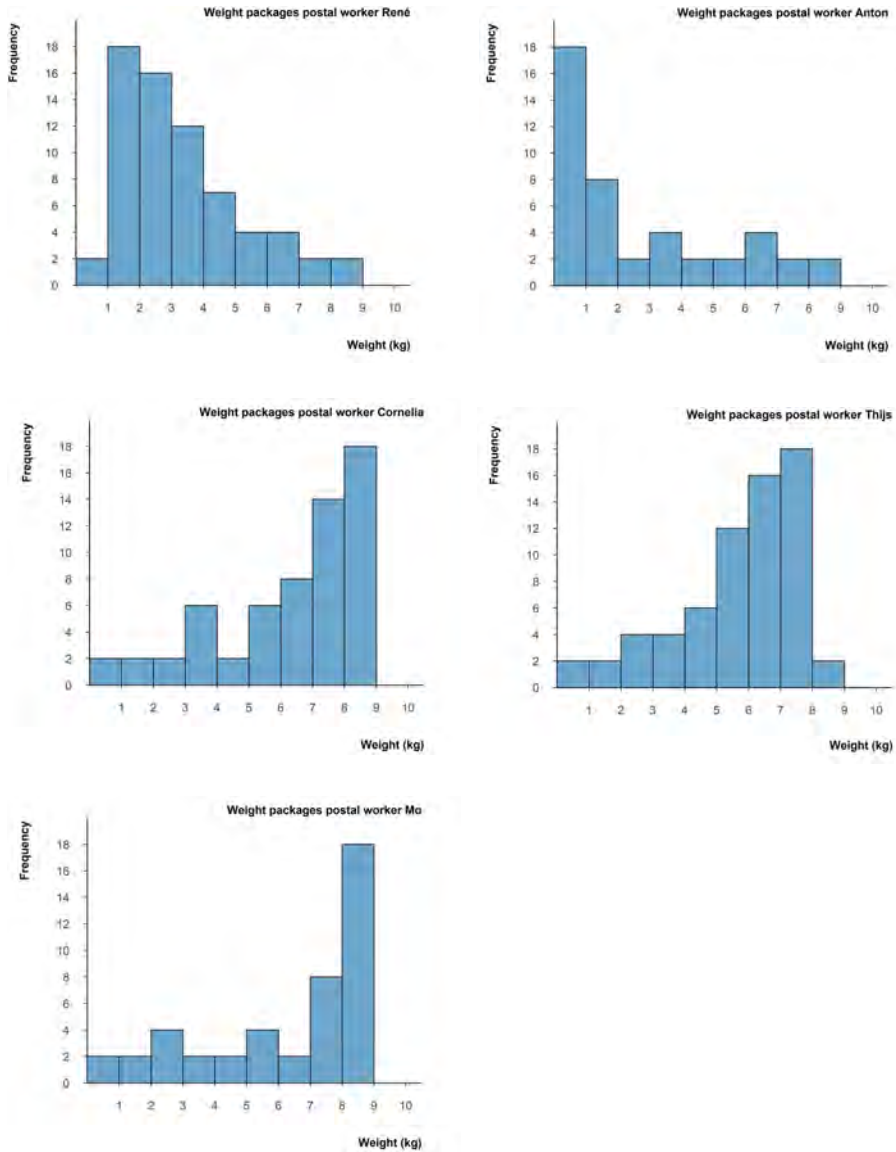 Weight packages postal worker René
Frequency
18
16
14
12
10
8
6
4
2
0
1 2 3 4 5 6 7 8 9 10
Weight (kg)
Weight packages postal worker Anton
Frequency
18
16
14
12
10
8
6
4
2
0
1 2 3 4 5 6 7 8 9 10
Weight (kg)
Weight packages postal worker Cornelia
Frequency
18
16
14
12
10
8
6
4
2
0
1 2 3 4 5 6 7 8 9 10
Weight (kg)
Weight packages postal worker Thijs
Frequency
18
16
14
12
10
8
6
4
2
0
1 2 3 4 5 6 7 8 9 10
Weight (kg)
Weight packages postal worker Mo
Frequency
18
16
14
12
10
8
6
4
2
0
1 2 3 4 5 6 7 8 9 10
Weight (kg)